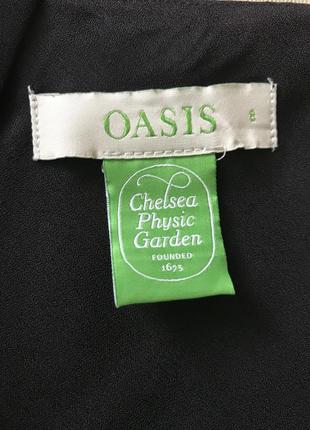 OASIS 8
Chelsea
Physic
Garden
FOUNDED
1673